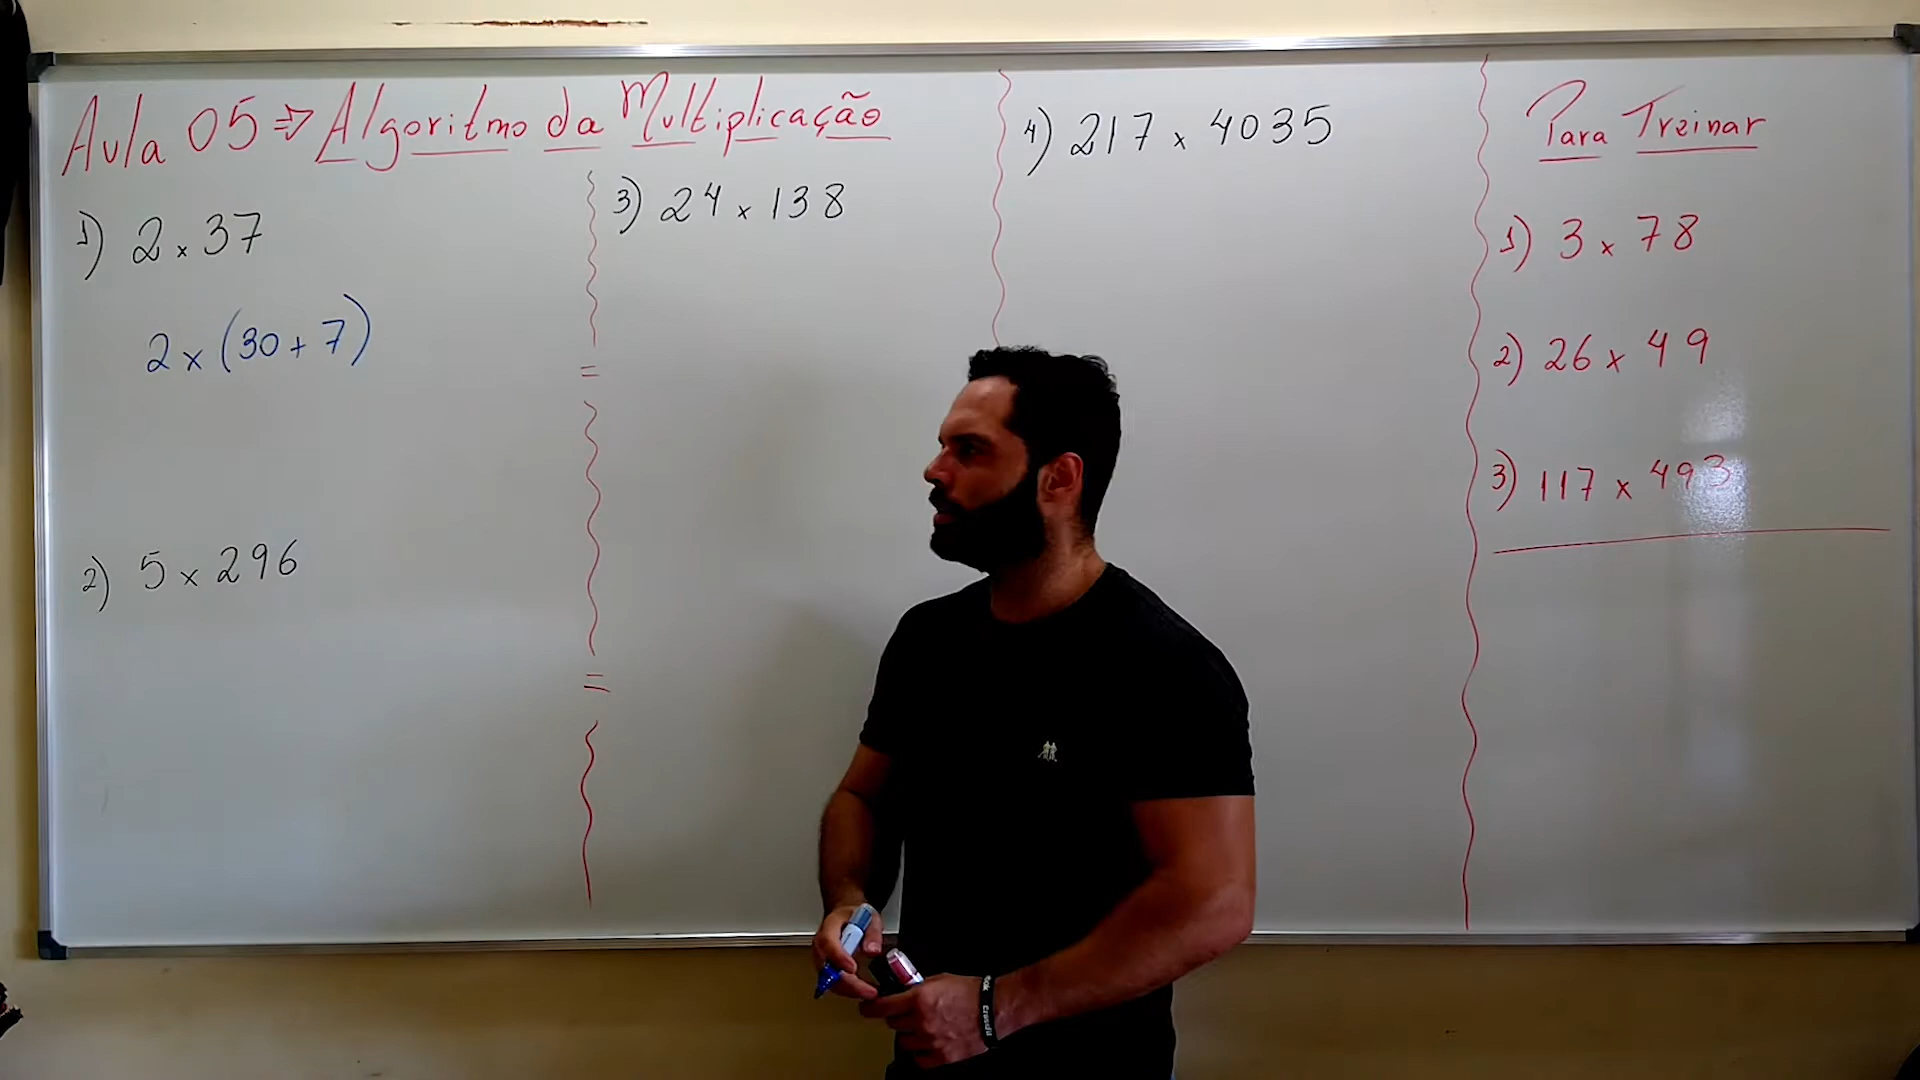 Aula 05 ⇒ Algoritmo da Multiplicação
1) 2 x 37
2 x (30 + 7)
2) 5 x 296
3) 24 x 138
4) 217 x 4035
Para Treinar
1) 3 x 78
2) 26 x 49
3) 117 x 493